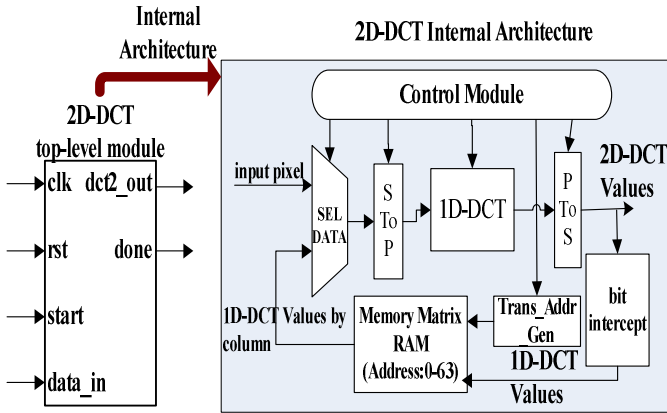 Internal
Architecture
2D-DCT Internal Architecture
2D-DCT
top-level module
clk dct2_out
rst done
start
data_in
Control Module
input pixel
SEL
DATA
S
To
P
1D-DCT
P
To
S
2D-DCT
Values
1D-DCT Values by
column
Memory Matrix
RAM
(Address:0-63)
Trans_Addr
_Gen
bit
intercept
1D-DCT
Values